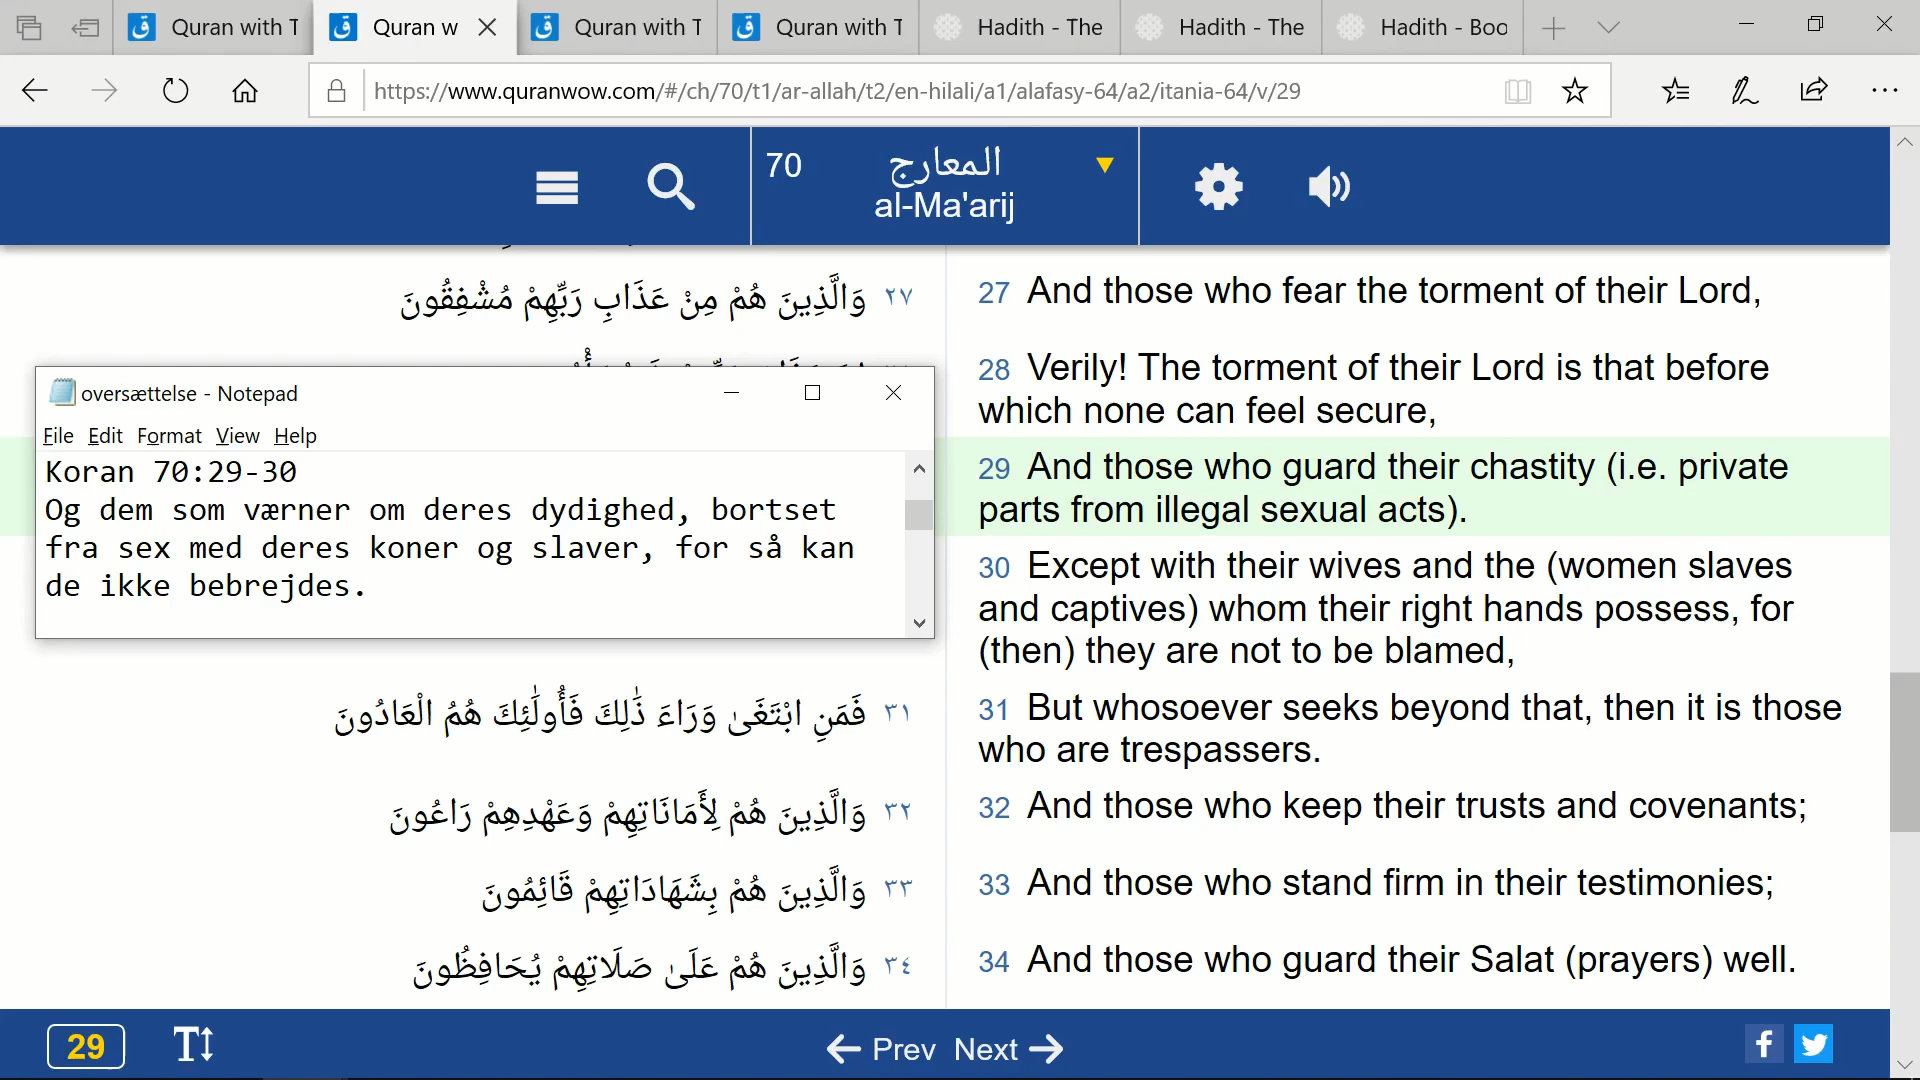 Quran with T
Quran w
Quran with T
Quran with T
Hadith - The
Hadith - The
Hadith - Boo
https://www.quranwow.com/#/ch/70/t1/ar-allah/t2/en-hilali/a1/alafasy-64/a2/itania-64/v/29
70
المعارج
al-Ma'arij
٢٧ وَالَّذِينَ هُمْ مِنْ عَذَابِ رَبِّهِمْ مُشْفِقُونَ
27 And those who fear the torment of their Lord,
28 Verily! The torment of their Lord is that before
which none can feel secure,
29 And those who guard their chastity (i.e. private
parts from illegal sexual acts).
30 Except with their wives and the (women slaves
and captives) whom their right hands possess, for
(then) they are not to be blamed,
oversættelse - Notepad
File Edit Format View Help
Koran 70:29-30
Og dem som værner om deres dydighed, bortset
fra sex med deres koner og slaver, for så kan
de ikke bebrejdes.
٣١ فَمَنِ ابْتَغَىٰ وَرَاءَ ذَٰلِكَ فَأُولَٰئِكَ هُمُ الْعَادُونَ
31 But whosoever seeks beyond that, then it is those
who are trespassers.
٣٢ وَالَّذِينَ هُمْ لِأَمَانَاتِهِمْ وَعَهْدِهِمْ رَاعُونَ
32 And those who keep their trusts and covenants;
٣٣ وَالَّذِينَ هُمْ بِشَهَادَاتِهِمْ قَائِمُونَ
33 And those who stand firm in their testimonies;
٣٤ وَالَّذِينَ هُمْ عَلَىٰ صَلَاتِهِمْ يُحَافِظُونَ
34 And those who guard their Salat (prayers) well.
29
Prev Next